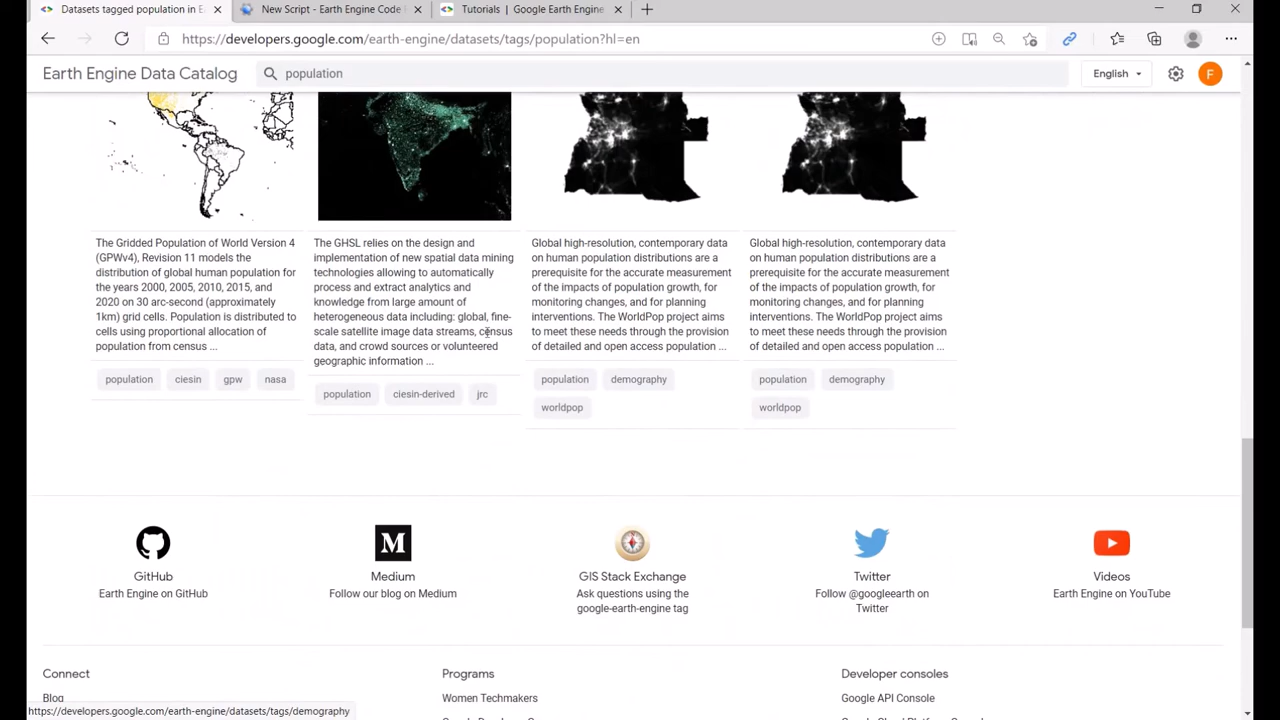 Datasets tagged population in E
New Script - Earth Engine Code
Tutorials | Google Earth Engine
https://developers.google.com/earth-engine/datasets/tags/population?hl=en
Earth Engine Data Catalog
population
English
F
The Gridded Population of World Version 4
(GPWv4), Revision 11 models the
distribution of global human population for
the years 2000, 2005, 2010, 2015, and
2020 on 30 arc-second (approximately
1km) grid cells. Population is distributed to
cells using proportional allocation of
population from census ...
population ciesin gpw nasa
The GHSL relies on the design and
implementation of new spatial data mining
technologies allowing to automatically
process and extract analytics and
knowledge from large amount of
heterogeneous data including: global, fine-
scale satellite image data streams, census
data, and crowd sources or volunteered
geographic information ...
population ciesin-derived jrc
Global high-resolution, contemporary data
on human population distributions are a
prerequisite for the accurate measurement
of the impacts of population growth, for
monitoring changes, and for planning
interventions. The WorldPop project aims
to meet these needs through the provision
of detailed and open access population ...
population demography
worldpop
Global high-resolution, contemporary data
on human population distributions are a
prerequisite for the accurate measurement
of the impacts of population growth, for
monitoring changes, and for planning
interventions. The WorldPop project aims
to meet these needs through the provision
of detailed and open access population ...
population demography
worldpop
GitHub
Earth Engine on GitHub
M
Medium
Follow our blog on Medium
GIS Stack Exchange
Ask questions using the
google-earth-engine tag
Twitter
Follow @googleearth on
Twitter
Videos
Earth Engine on YouTube
Connect
Blog
Programs
Women Techmakers
Developer consoles
Google API Console
https://developers.google.com/earth-engine/datasets/tags/demography